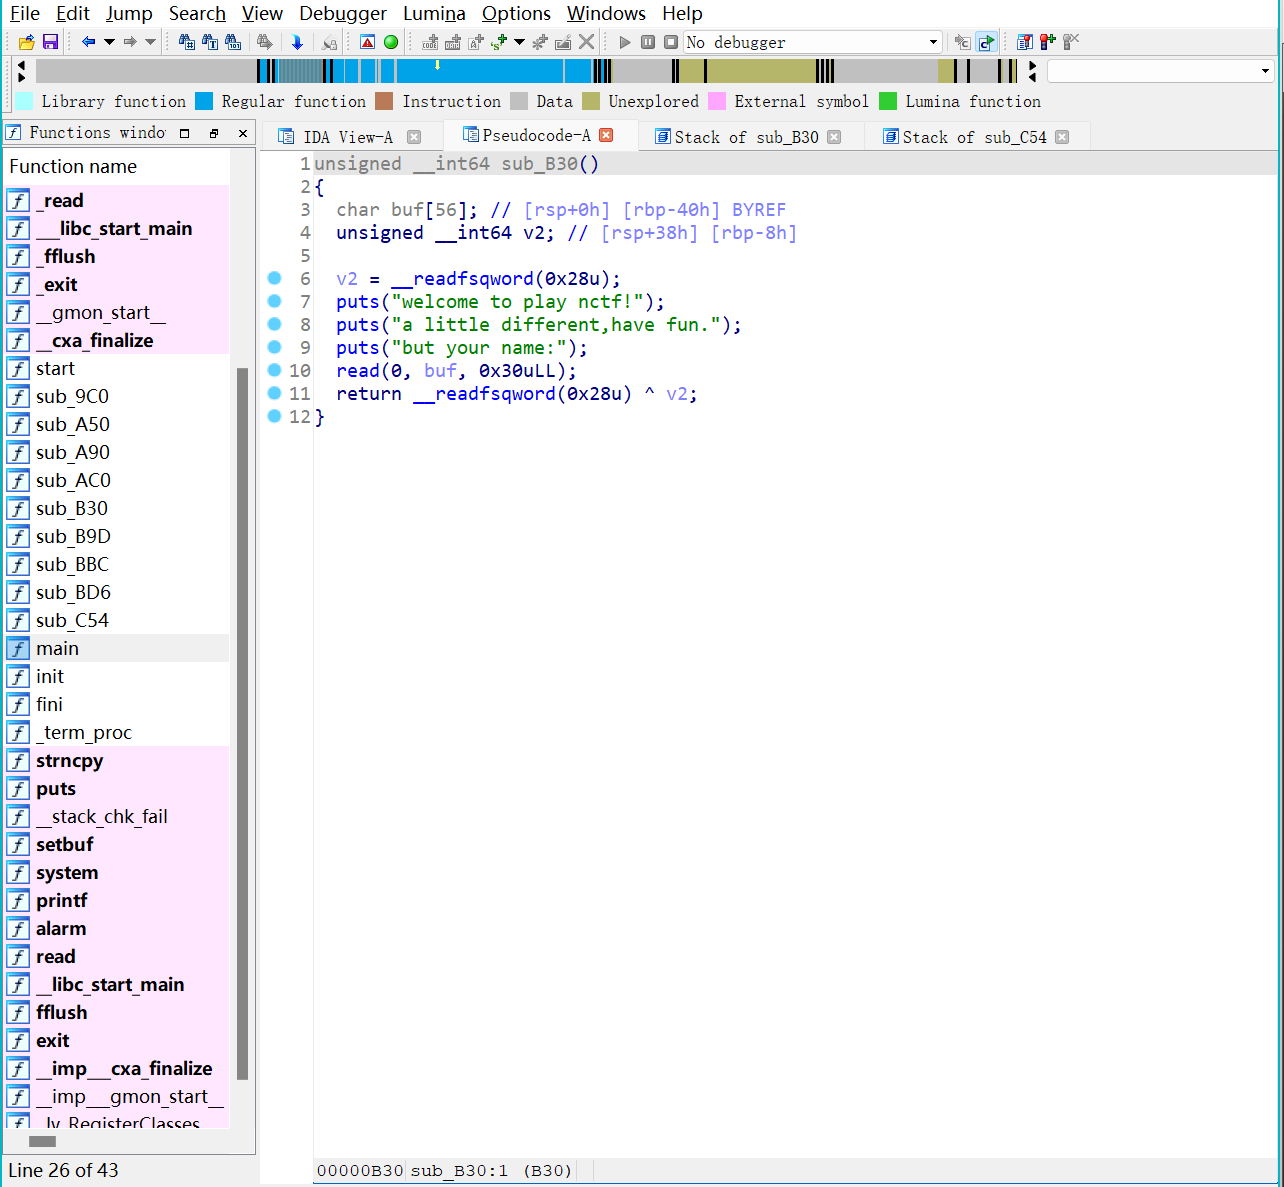 File Edit Jump Search View Debugger Lumina Options Windows Help
No debugger
Library function Regular function Instruction Data Unexplored External symbol Lumina function
Functions windo
IDA View-A Pseudocode-A Stack of sub_B30 Stack of sub_C54
Function name
_read
___libc_start_main
_fflush
_exit
__gmon_start__
__cxa_finalize
start
sub_9C0
sub_A50
sub_A90
sub_AC0
sub_B30
sub_B9D
sub_BBC
sub_BD6
sub_C54
main
init
fini
_term_proc
strncpy
puts
__stack_chk_fail
setbuf
system
printf
alarm
read
__libc_start_main
fflush
exit
__imp___cxa_finalize
__imp___gmon_start__
_Jv_RegisterClasses
Line 26 of 43
1 unsigned __int64 sub_B30()
2 {
3 char buf[56]; // [rsp+0h] [rbp-40h] BYREF
4 unsigned __int64 v2; // [rsp+38h] [rbp-8h]
5
6 v2 = __readfsqword(0x28u);
7 puts("welcome to play nctf!");
8 puts("a little different,have fun.");
9 puts("but your name:");
10 read(0, buf, 0x30uLL);
11 return __readfsqword(0x28u) ^ v2;
12 }
00000B30 sub_B30:1 (B30)